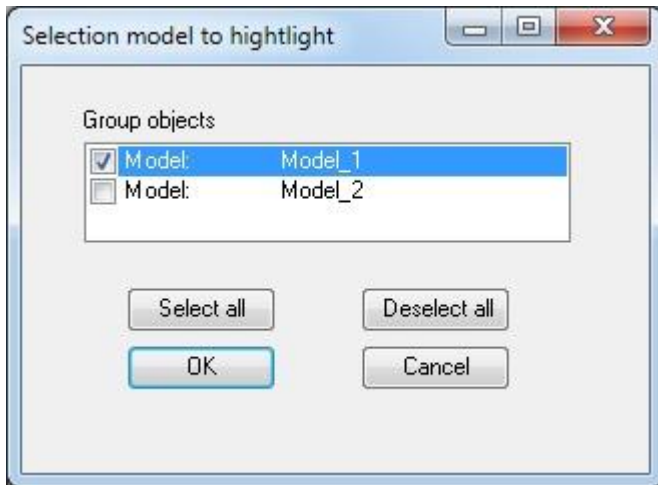 Selection model to hightlight
Group objects
Model: Model_1
Model: Model_2
Select all Deselect all
OK Cancel